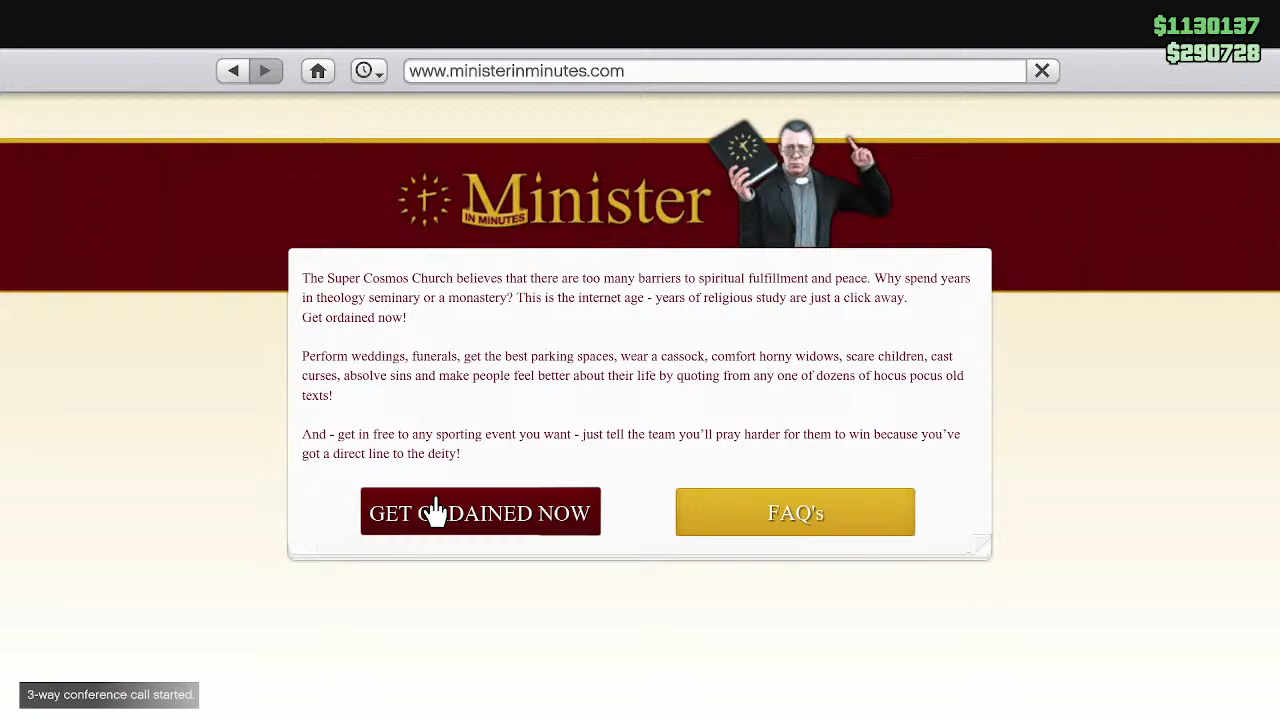 $1130137
$290728
www.ministerinminutes.com
Minister
IN MINUTES
The Super Cosmos Church believes that there are too many barriers to spiritual fulfillment and peace. Why spend years
in theology seminary or a monastery? This is the internet age - years of religious study are just a click away.
Get ordained now!
Perform weddings, funerals, get the best parking spaces, wear a cassock, comfort horny widows, scare children, cast
curses, absolve sins and make people feel better about their life by quoting from any one of dozens of hocus pocus old
texts!
And - get in free to any sporting event you want - just tell the team you'll pray harder for them to win because you've
got a direct line to the deity!
GET ORDAINED NOW
FAQ's
3-way conference call started.